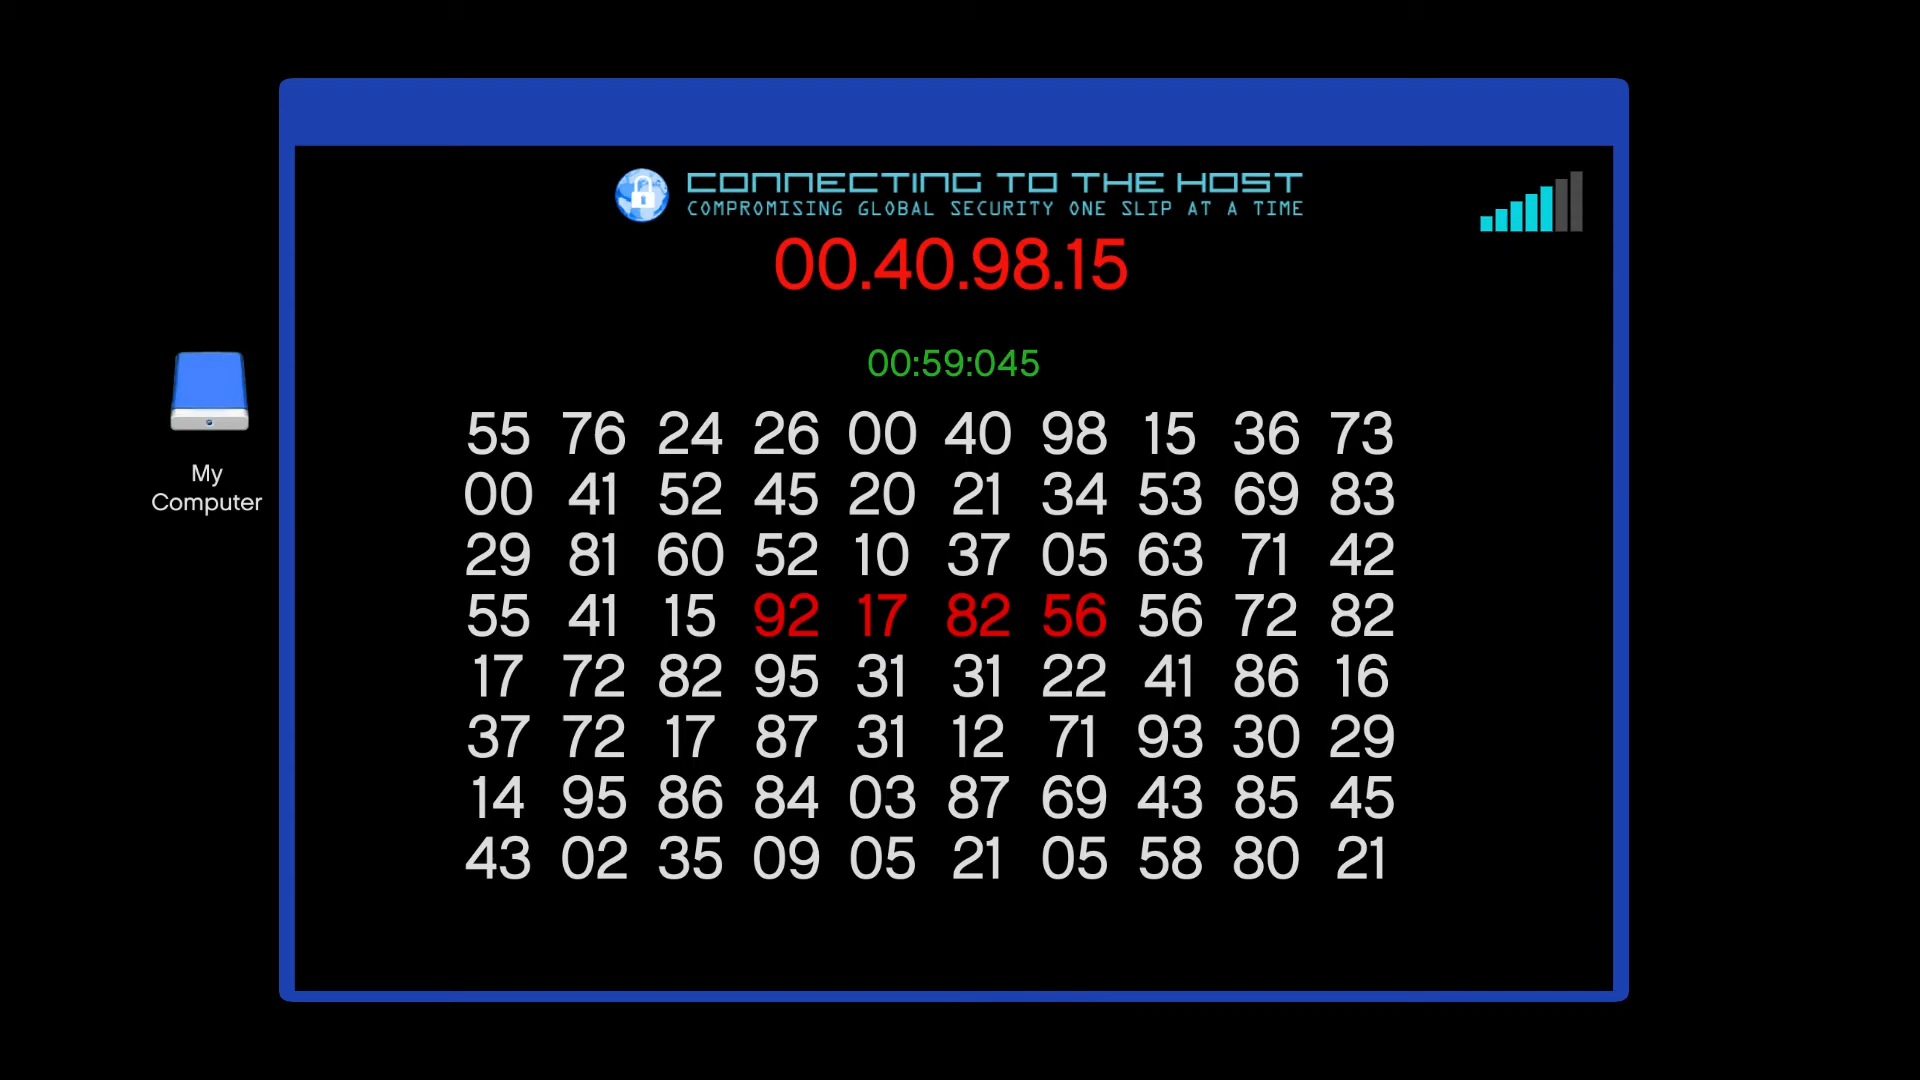 CONNECTING TO THE HOST
COMPROMISING GLOBAL SECURITY ONE SLIP AT A TIME
00.40.98.15
00:59:045
My
Computer
55 76 24 26 00 40 98 15 36 73
00 41 52 45 20 21 34 53 69 83
29 81 60 52 10 37 05 63 71 42
55 41 15 92 17 82 56 56 72 82
17 72 82 95 31 31 22 41 86 16
37 72 17 87 31 12 71 93 30 29
14 95 86 84 03 87 69 43 85 45
43 02 35 09 05 21 05 58 80 21